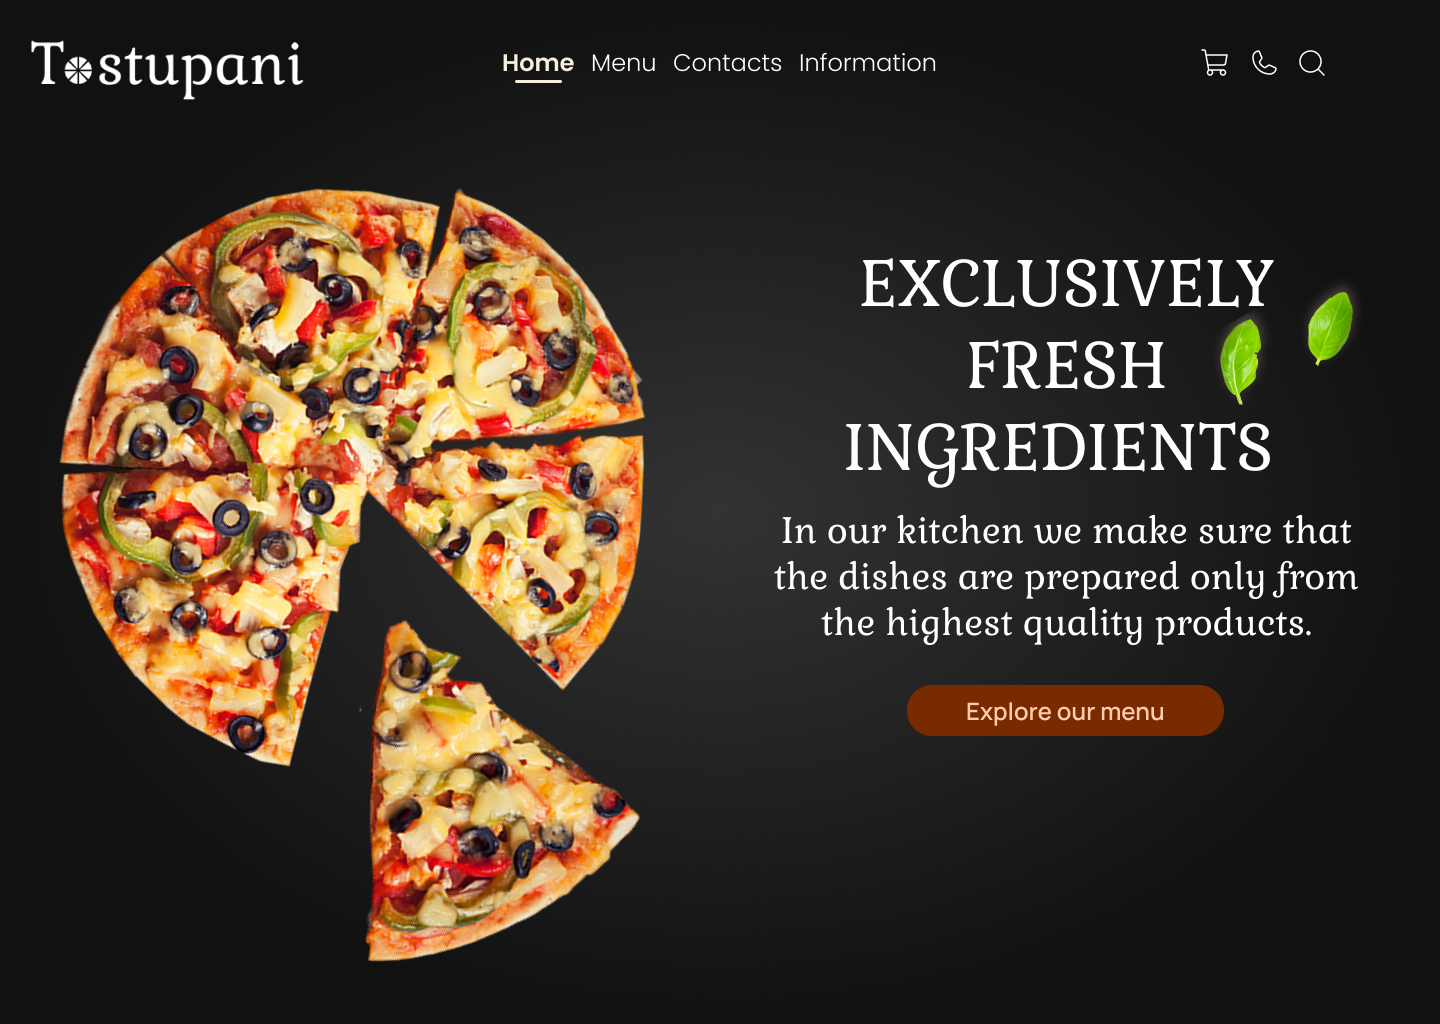 Tostupani
Home Menu Contacts Information
EXCLUSIVELY
FRESH
INGREDIENTS
In our kitchen we make sure that
the dishes are prepared only from
the highest quality products.
Explore our menu